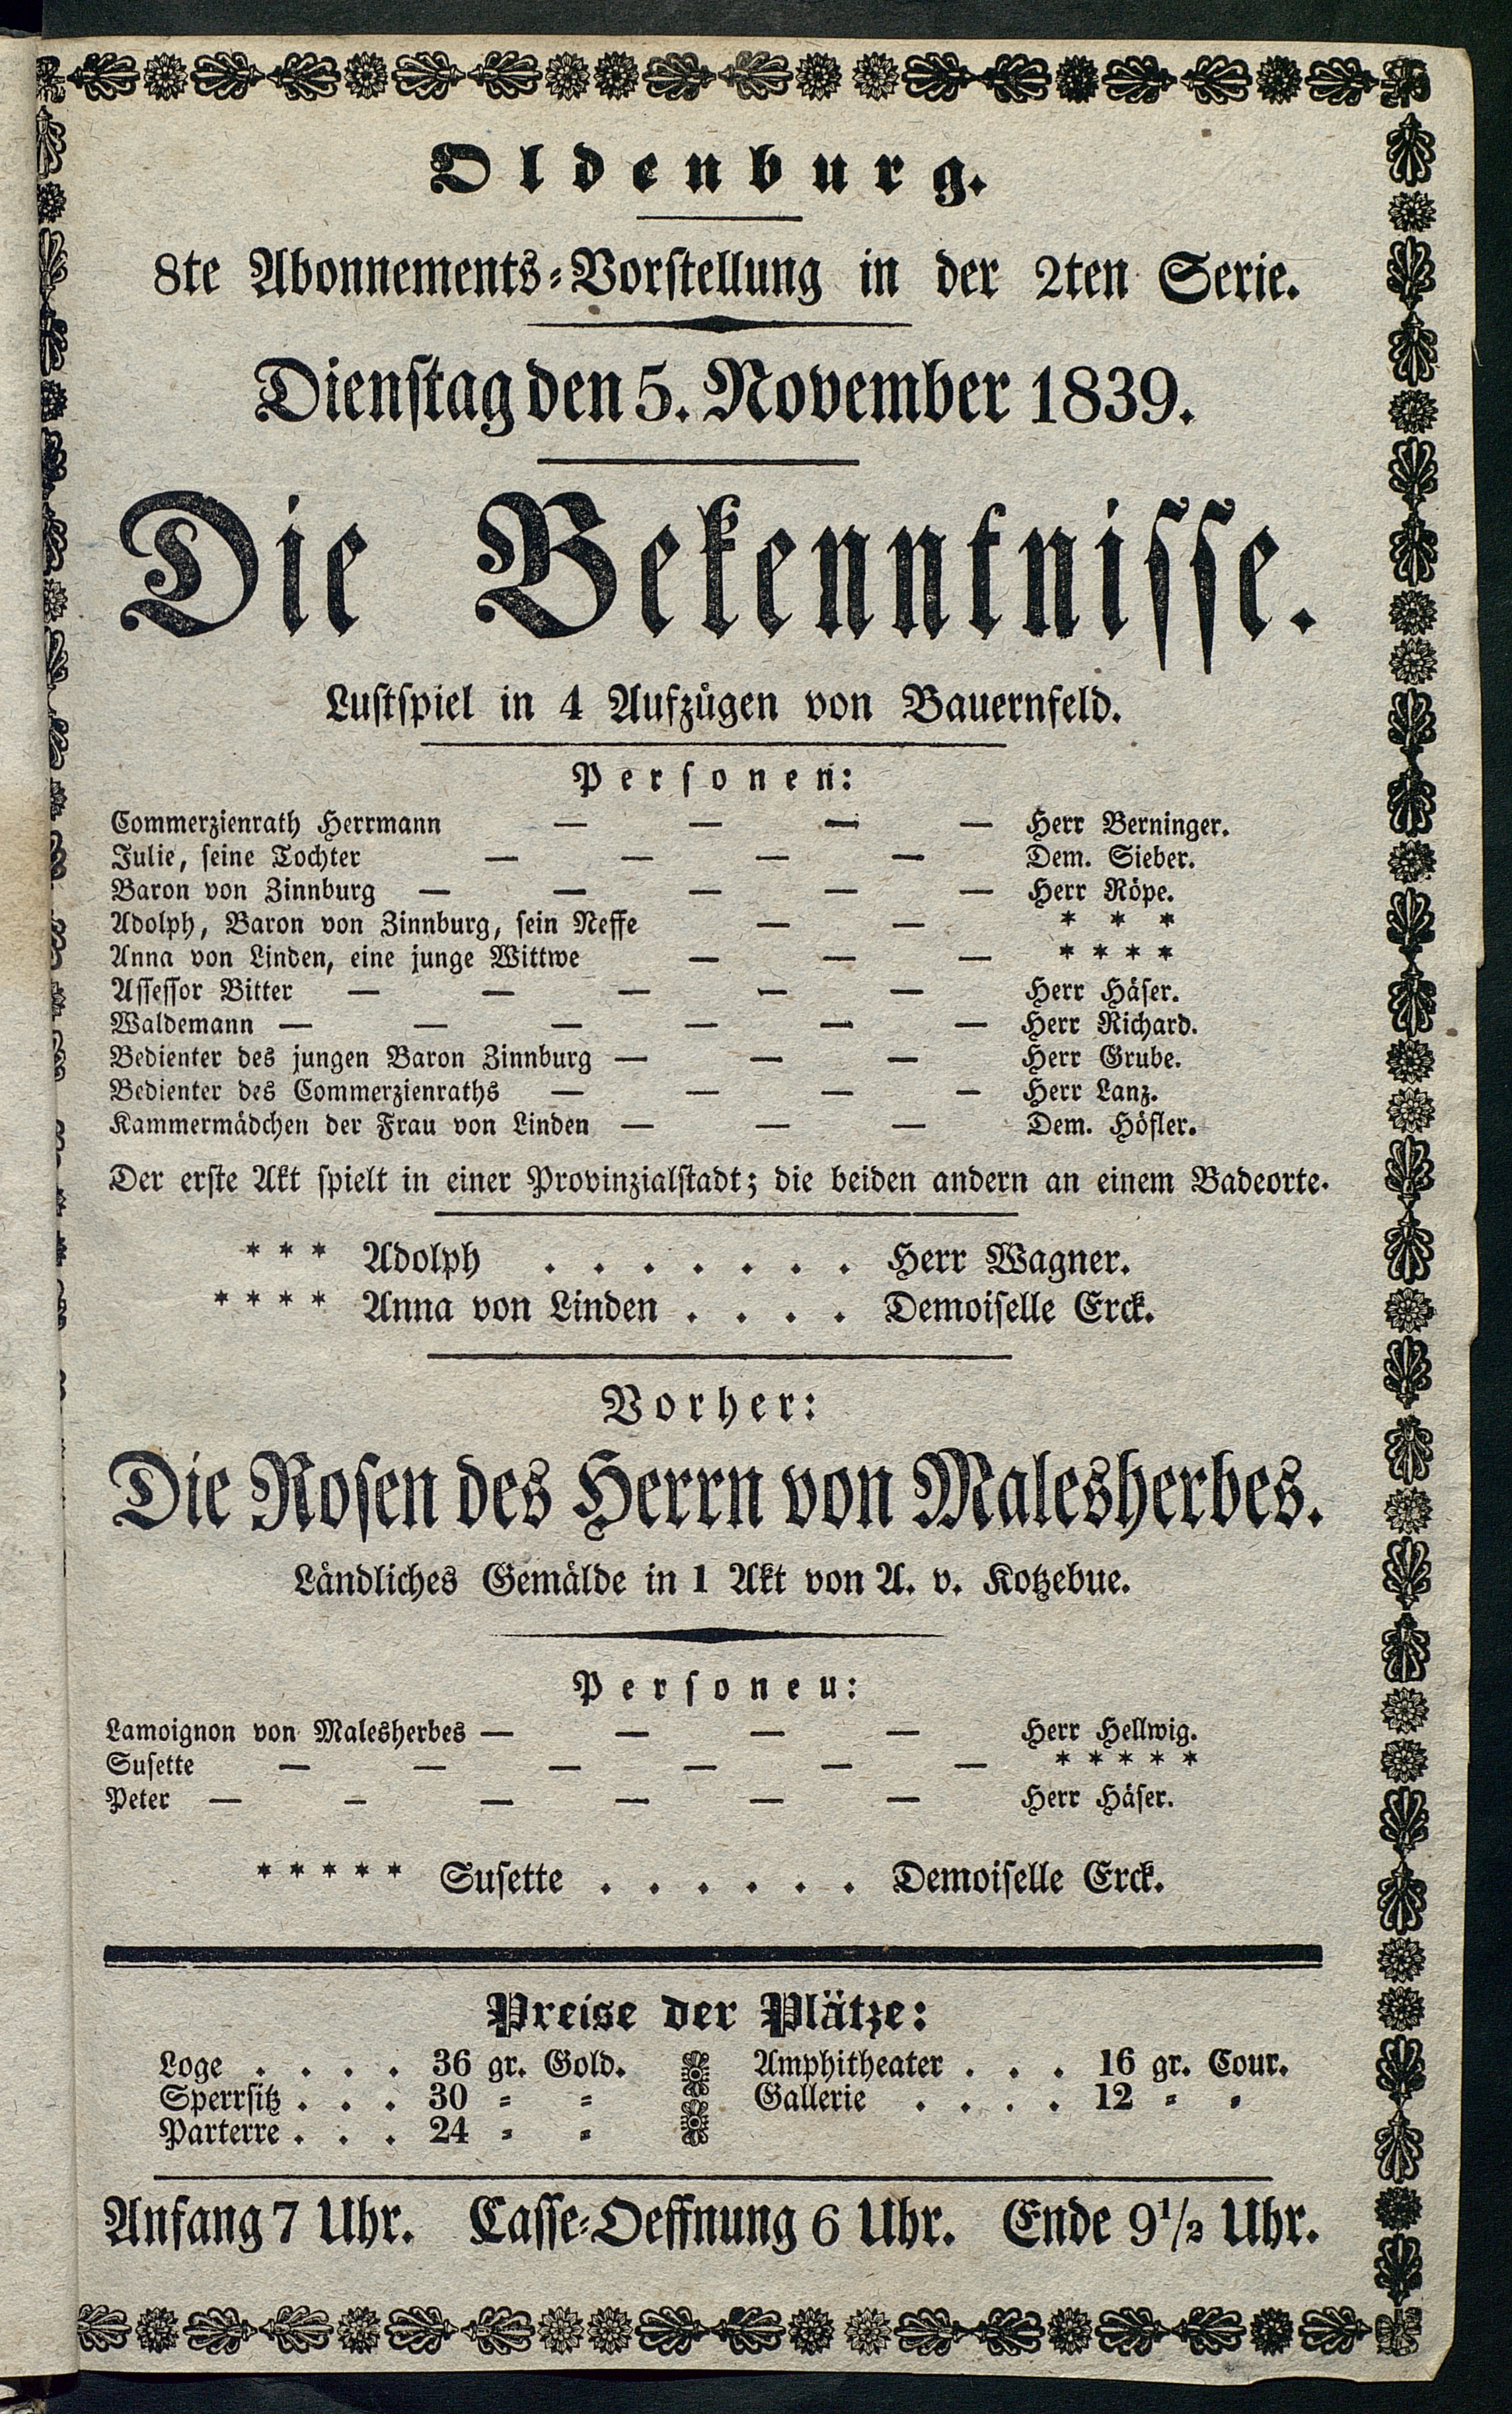 Oldenburg.
8te Abonnements-Vorstellung in der 2ten Serie.
Dienstag den 5. November 1839.
Die Bekenntnisse.
Lustspiel in 4 Aufzügen von Bauernfeld.
Personen:
Commerzienrath Herrmann — — — — Herr Berninger.
Julie, seine Tochter — — — — Dem. Sieber.
Baron von Zinnburg — — — — — Herr Röpe.
Adolph, Baron von Zinnburg, sein Neffe — — * * *
Anna von Linden, eine junge Wittwe — — — * * * *
Assessor Bitter — — — — — Herr Häser.
Waldemann — — — — — — Herr Richard.
Bedienter des jungen Baron Zinnburg — — — Herr Grube.
Bedienter des Commerzienraths — — — — Herr Lanz.
Kammermädchen der Frau von Linden — — — Dem. Höfler.
Der erste Akt spielt in einer Provinzialstadt; die beiden andern an einem Badeorte.
* * * Adolph . . . . . . . Herr Wagner.
* * * * Anna von Linden . . . . Demoiselle Erck.
Vorher:
Die Rosen des Herrn von Malesherbes.
Ländliches Gemälde in 1 Akt von A. v. Kotzebue.
Personeu:
Lamoignon von Malesherbes — — — — Herr Hellwig.
Susette — — — — — — * * * * *
Peter — — — — — — Herr Häser.
* * * * * Susette . . . . . . Demoiselle Erck.
Preise der Plätze:
Loge . . . . 36 gr. Gold. Amphitheater . . . 16 gr. Cour.
Sperrsitz . . . 30 = = Gallerie . . . . 12 = =
Parterre . . . 24 = =
Anfang 7 Uhr. Casse-Oeffnung 6 Uhr. Ende 9 1/2 Uhr.